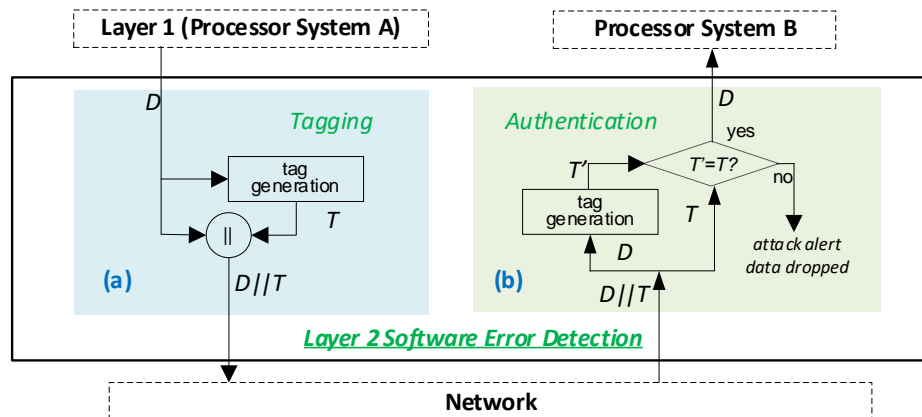 Layer 1 (Processor System A)
Processor System B
D
Tagging
tag
generation
T
||
(a)
D||T
D
Authentication
yes
T'=T?
no
T'
tag
generation
T
D
attack alert
data dropped
(b)
D||T
Layer 2 Software Error Detection
Network